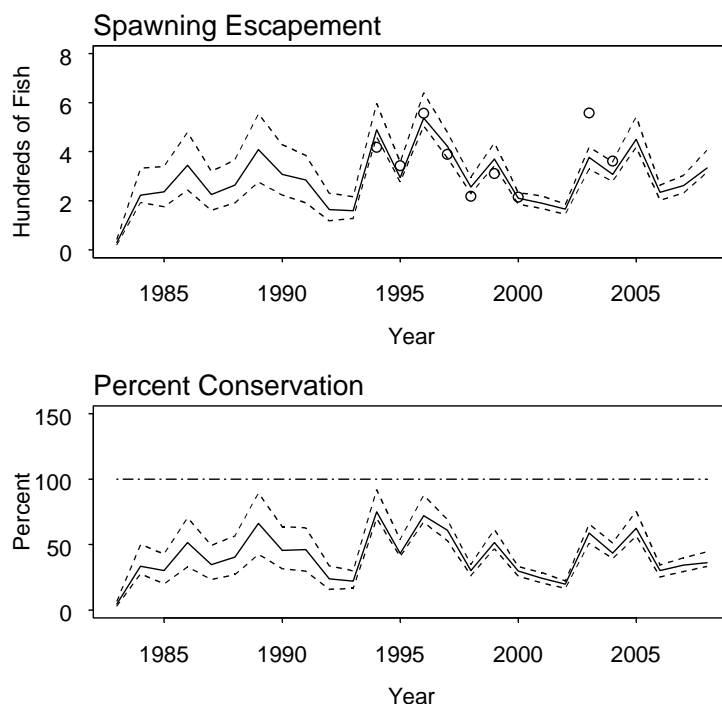 Spawning Escapement
8
6
4
2
0
Hundreds of Fish
1985 1990 1995 2000 2005
Year
Percent Conservation
150
100
50
0
Percent
1985 1990 1995 2000 2005
Year